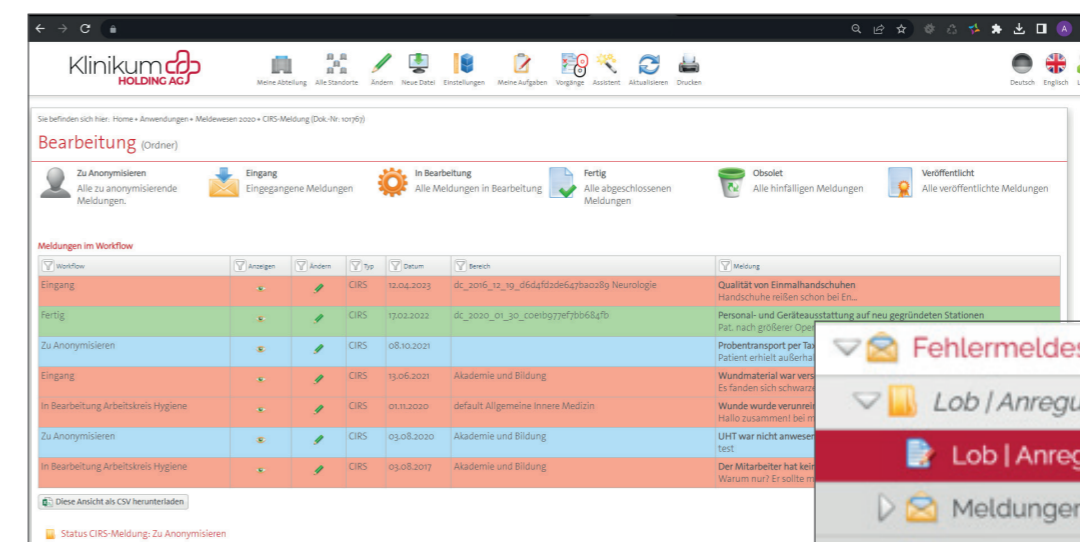 Klinikum
HOLDING AG
Meine Abteilung Alle Standorte Ändern Neue Datei Einstellungen Meine Aufgaben Vorgänge Assistent Aktualisieren Drucken
Deutsch Englisch
Sie befinden sich hier: Home • Anwendungen • Meldewesen 2020 • CIRS-Meldung (Dok.-Nr: 101767)
Bearbeitung (Ordner)
Zu Anonymisieren
Alle zu anonymisierende
Meldungen.
Eingang
Eingegangene Meldungen
In Bearbeitung
Alle Meldungen in Bearbeitung
Fertig
Alle abgeschlossenen
Meldungen
Obsolet
Alle hinfälligen Meldungen
Veröffentlicht
Alle veröffentlichte Meldungen
Meldungen im Workflow
Workflow Anzeigen Ändern Typ Datum Bereich Meldung
Eingang CIRS 12.04.2023 dc_2016_12_19_d6d4fd2de647ba0289 Neurologie Qualität von Einmalhandschuhen
Handschuhe reißen schon bei En...
Fertig CIRS 17.02.2022 dc_2020_01_30_c0e1b977ef7bb684fb Personal- und Geräteausstattung auf neu gegründeten Stationen
Pat. nach größerer Oper
Zu Anonymisieren CIRS 08.10.2021 Probentransport per Tax
Patient erhielt außerhal
Eingang CIRS 13.06.2021 Akademie und Bildung Wundmaterial war vers
Es fanden sich schwarze
In Bearbeitung Arbeitskreis Hygiene CIRS 01.11.2020 default Allgemeine Innere Medizin Wunde wurde verunrein
Hallo zusammen! bei m
Zu Anonymisieren CIRS 03.08.2020 Akademie und Bildung UHT war nicht anwesen
test
In Bearbeitung Arbeitskreis Hygiene CIRS 03.08.2017 Akademie und Bildung Der Mitarbeiter hat kein
Warum nur? Er sollte m
Diese Ansicht als CSV herunterladen
Status CIRS-Meldung: Zu Anonymisieren
Fehlermeldes
Lob | Anregu
Lob | Anreg
Meldungen